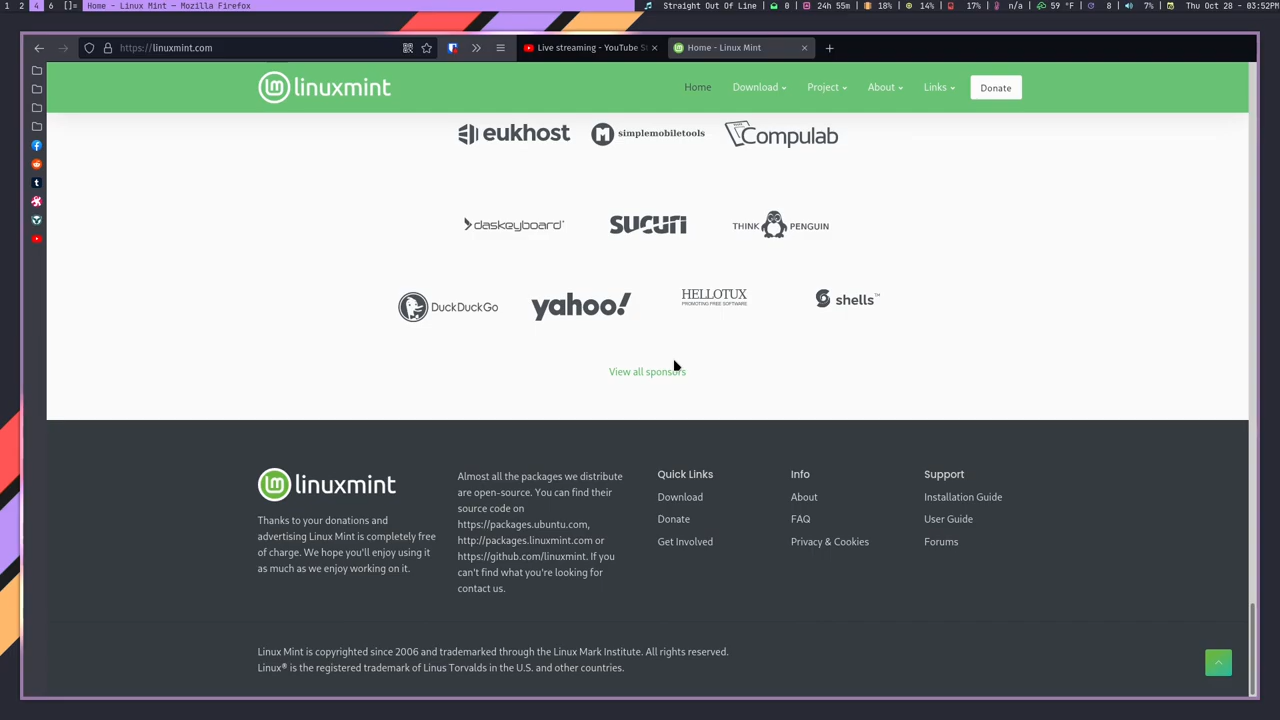 1 2 4 6 []= Home - Linux Mint — Mozilla Firefox
Straight Out Of Line | 0 | 24h 55m | 18% | 14% | 17% | n/a | 59 °F | 8 | 7% | Thu Oct 28 - 03:52PM
https://linuxmint.com
Live streaming - YouTube St
Home - Linux Mint
linuxmint
Home
Download
Project
About
Links
Donate
eukhost
simplemobiletools
Compulab
daskeyboard®
SUCURI
THINK PENGUIN
DuckDuckGo
yahoo!
HELLOTUX
PROMOTING FREE SOFTWARE
shells™
View all sponsors
linuxmint
Thanks to your donations and
advertising Linux Mint is completely free
of charge. We hope you'll enjoy using it
as much as we enjoy working on it.
Almost all the packages we distribute
are open-source. You can find their
source code on
https://packages.ubuntu.com,
http://packages.linuxmint.com or
https://github.com/linuxmint. If you
can't find what you're looking for
contact us.
Quick Links
Download
Donate
Get Involved
Info
About
FAQ
Privacy & Cookies
Support
Installation Guide
User Guide
Forums
Linux Mint is copyrighted since 2006 and trademarked through the Linux Mark Institute. All rights reserved.
Linux® is the registered trademark of Linus Torvalds in the U.S. and other countries.